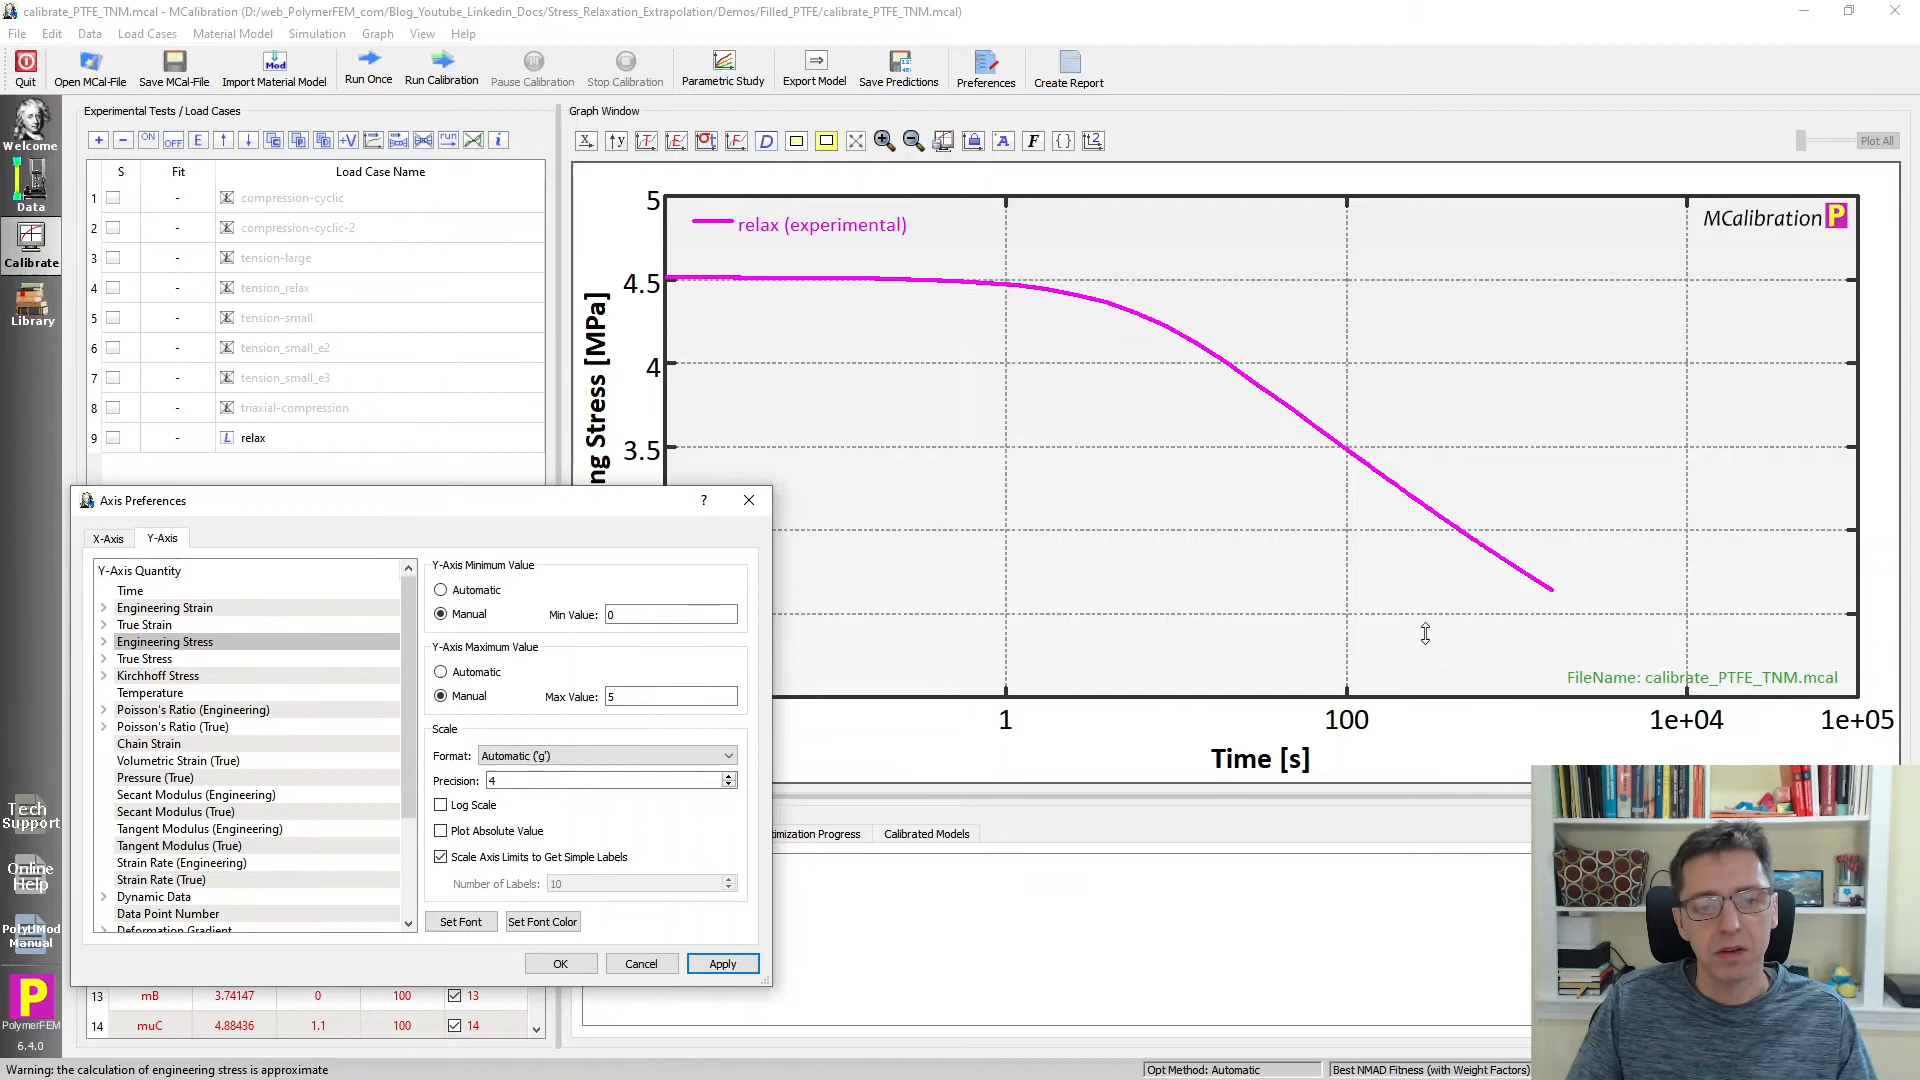 calibrate_PTFE_TNM.mcal - MCalibration (D:/web_PolymerFEM_com/Blog_Youtube_Linkedin_Docs/Stress_Relaxation_Extrapolation/Demos/Filled_PTFE/calibrate_PTFE_TNM.mcal)
File Edit Data Load Cases Material Model Simulation Graph View Help
Quit Open MCal-File Save MCal-File Import Material Model Run Once Run Calibration Pause Calibration Stop Calibration Parametric Study Export Model Save Predictions Preferences Create Report
Welcome
Data
Calibrate
Library
Tech Support
Online Help
PolyUMod Manual
PolymerFEM
6.4.0
Experimental Tests / Load Cases
ON OFF E +V run i
S Fit Load Case Name
1 - compression-cyclic
2 - compression-cyclic-2
3 - tension-large
4 - tension_relax
5 - tension-small
6 - tension_small_e2
7 - tension_small_e3
8 - triaxial-compression
9 - L relax
Graph Window
Plot All
relax (experimental)
MCalibration P
5
4.5
4
3.5
ng Stress [MPa]
FileName: calibrate_PTFE_TNM.mcal
1 100 1e+04 1e+05
Time [s]
Axis Preferences ?
X-Axis Y-Axis
Y-Axis Quantity
Time
Engineering Strain
True Strain
Engineering Stress
True Stress
Kirchhoff Stress
Temperature
Poisson's Ratio (Engineering)
Poisson's Ratio (True)
Chain Strain
Volumetric Strain (True)
Pressure (True)
Secant Modulus (Engineering)
Secant Modulus (True)
Tangent Modulus (Engineering)
Tangent Modulus (True)
Strain Rate (Engineering)
Strain Rate (True)
Dynamic Data
Data Point Number
Deformation Gradient
Y-Axis Minimum Value
Automatic
Manual Min Value: 0
Y-Axis Maximum Value
Automatic
Manual Max Value: 5
Scale
Format: Automatic ('g')
Precision: 4
Log Scale
Plot Absolute Value
Scale Axis Limits to Get Simple Labels
Number of Labels: 10
Set Font Set Font Color
OK Cancel Apply
13 mB 3.74147 0 100 13
14 muC 4.88436 1.1 100 14
timization Progress Calibrated Models
Warning: the calculation of engineering stress is approximate
Opt Method: Automatic
Best NMAD Fitness (with Weight Factors)